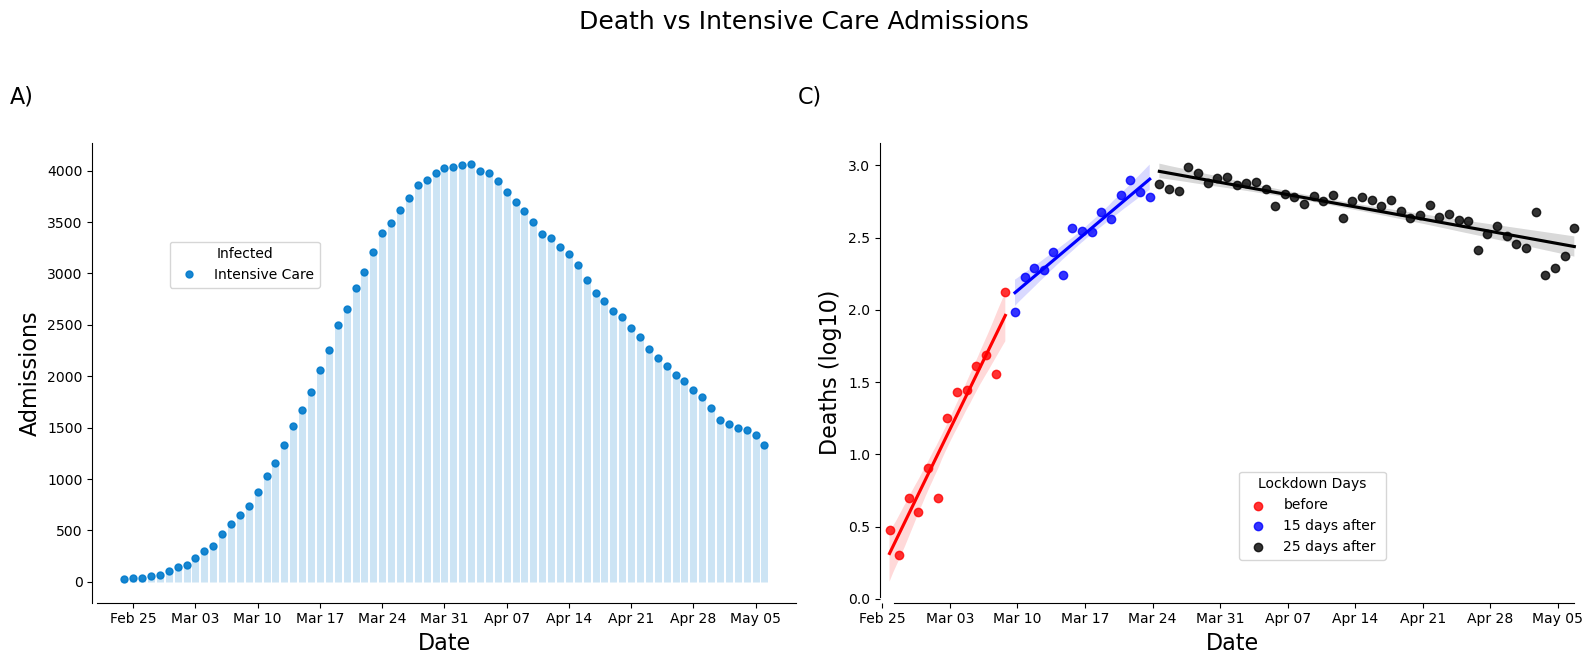 Death vs Intensive Care Admissions
A)
Admissions
4000
3500
3000
2500
2000
1500
1000
500
0
Infected
Intensive Care
Feb 25 Mar 03 Mar 10 Mar 17 Mar 24 Mar 31 Apr 07 Apr 14 Apr 21 Apr 28 May 05
Date
C)
Deaths (log10)
3.0
2.5
2.0
1.5
1.0
0.5
0.0
Lockdown Days
before
15 days after
25 days after
Feb 25 Mar 03 Mar 10 Mar 17 Mar 24 Mar 31 Apr 07 Apr 14 Apr 21 Apr 28 May 05
Date